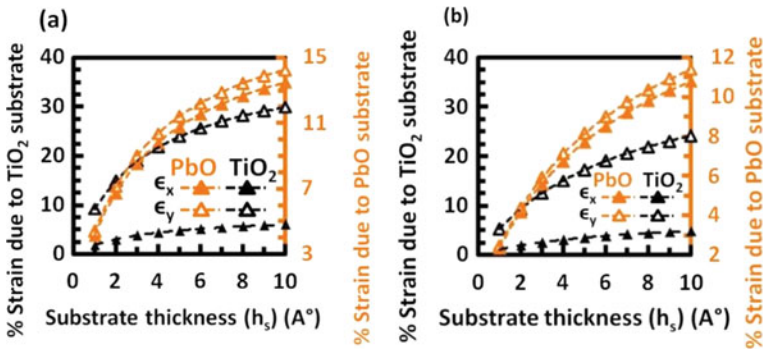 (a)
% Strain due to TiO₂ substrate
40
30
20
10
0
15
11
7
3
% Strain due to PbO substrate
PbO TiO₂
ϵₓ
ϵᵧ
0 2 4 6 8 10
Substrate thickness (hₛ) (A°)
(b)
% Strain due to TiO₂ substrate
40
30
20
10
0
12
10
8
6
4
2
% Strain due to PbO substrate
PbO TiO₂
ϵₓ
ϵᵧ
0 2 4 6 8 10
Substrate thickness (hₛ) (A°)